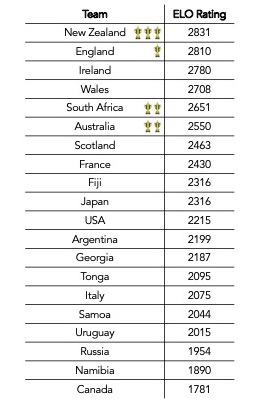 Team ELO Rating
New Zealand 2831
England 2810
Ireland 2780
Wales 2708
South Africa 2651
Australia 2550
Scotland 2463
France 2430
Fiji 2316
Japan 2316
USA 2215
Argentina 2199
Georgia 2187
Tonga 2095
Italy 2075
Samoa 2044
Uruguay 2015
Russia 1954
Namibia 1890
Canada 1781